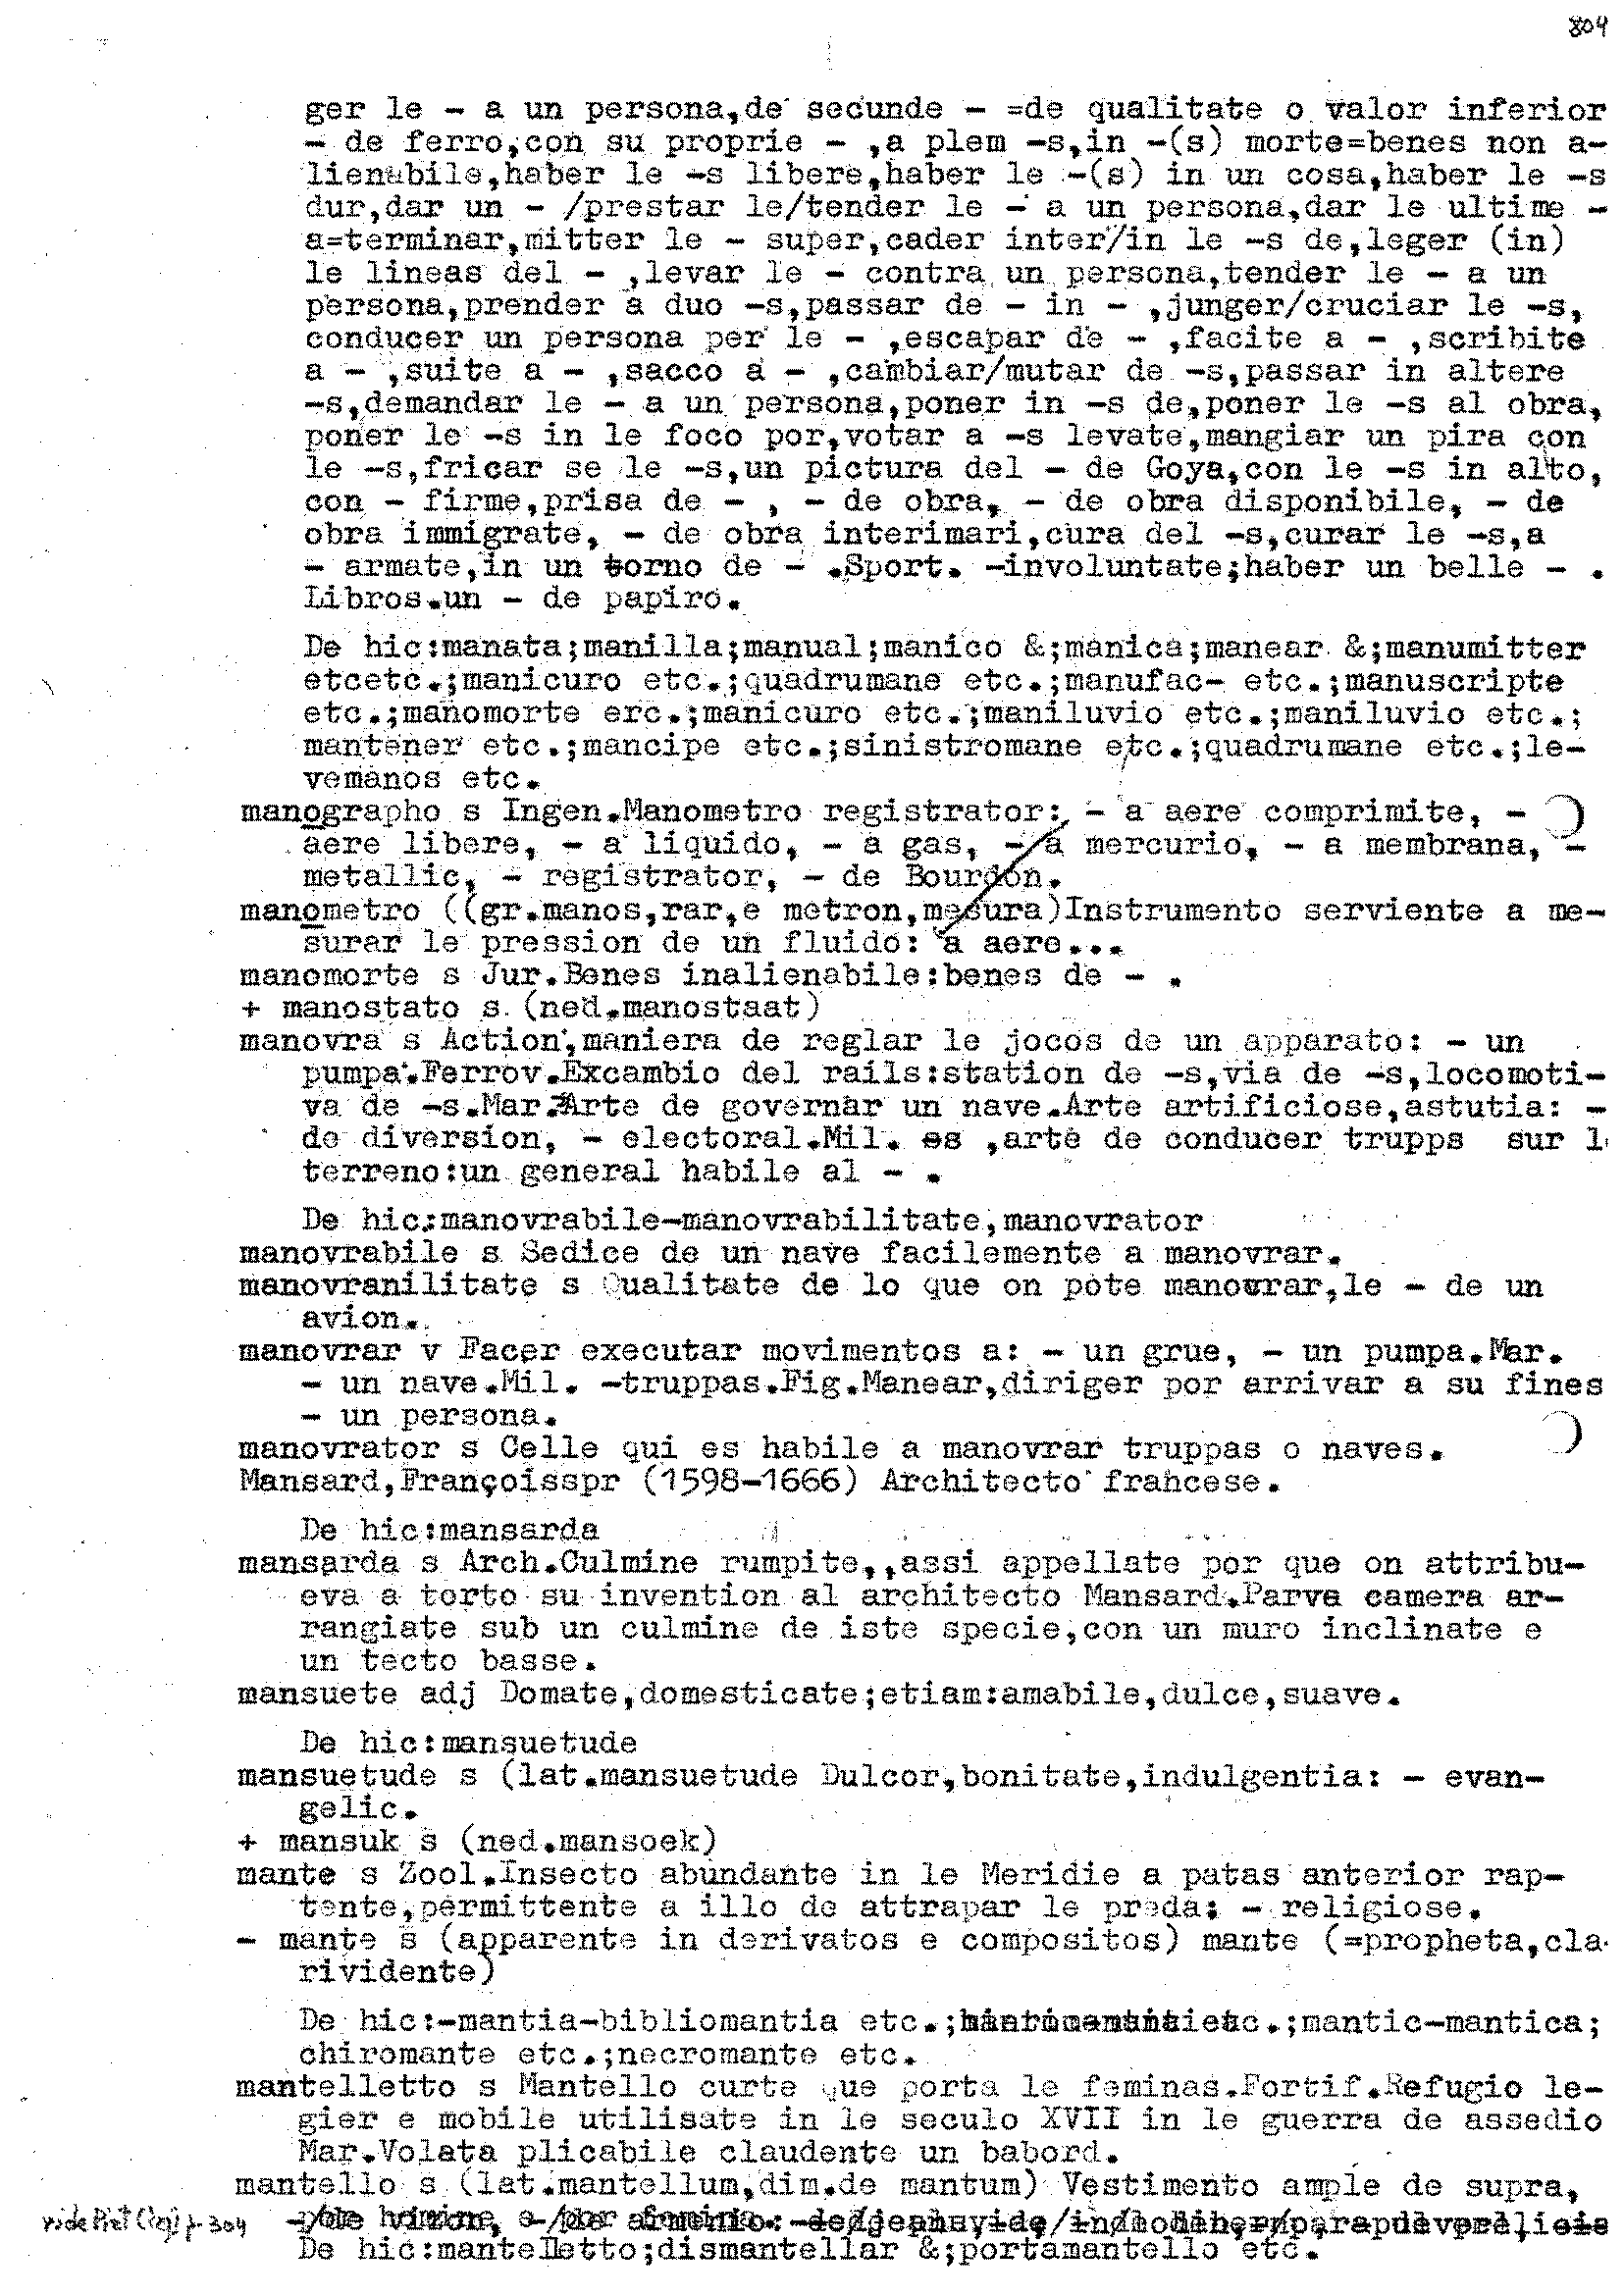 804
ger le - a un persona,de secunde - =de qualitate o valor inferior
- de ferro,con su proprie - ,a plem -s,in -(s) morte=benes non a-
lienabile,haber le -s libere,haber le -(s) in un cosa,haber le -s
dur,dar un - /prestar le/tender le - a un persona,dar le ultime -
a=terminar,mitter le - super,cader inter/in le -s de,leger (in)
le lineas del - ,levar le - contra un persona,tender le - a un
persona,prender a duo -s,passar de - in - ,junger/cruciar le -s,
conducer un persona per le - ,escapar de - ,facite a - ,scribite
a - ,suite a - ,sacco a - ,cambiar/mutar de -s,passar in altere
-s,demandar le - a un persona,poner in -s de,poner le -s al obra,
poner le -s in le foco por,votar a -s levate,mangiar un pira con
le -s,fricar se le -s,un pictura del - de Goya,con le -s in alto,
con - firme,prisa de - , - de obra, - de obra disponibile, - de
obra immigrate, - de obra interimari,cura del -s,curar le -s,a
- armate,in un torno de - .Sport. -involuntate;haber un belle - .
Libros.un - de papiro.
De hic:manata;manilla;manual;manico &;manica;manear &;manumitter
etcetc.;manicuro etc.;quadrumane etc.;manufac- etc.;manuscripte
etc.;manomorte erc.;manicuro etc.;maniluvio etc.;maniluvio etc.;
mantener etc.;mancipe etc.;sinistromane etc.;quadrumane etc.;le-
vemanos etc.
manographo s Ingen.Manometro registrator: - a aere comprimite, -
aere libere, - a liquido, - a gas, - a mercurio, - a membrana, -
metallic, - registrator, - de Bourdon.
manometro ((gr.manos,rar,e metron,mesura)Instrumento serviente a me-
surar le pression de un fluido: a aere...
manomorte s Jur.Benes inalienabile:benes de - .
+ manostato s (ned.manostaat)
manovra s Action,maniera de reglar le jocos de un apparato: - un
pumpa.Ferrov.Excambio del rails:station de -s,via de -s,locomoti-
va de -s.Mar.Arte de governar un nave.Arte artificiose,astutia: -
de diversion, - electoral.Mil. es ,arte de conducer trupps sur l
terreno:un general habile al - .
De hic:manovrabile-manovrabilitate,manovrator
manovrabile s Sedice de un nave facilemente a manovrar.
manovranilitate s Qualitate de lo que on pote manovrar,le - de un
avion.
manovrar v Facer executar movimentos a: - un grue, - un pumpa.Mar.
- un nave.Mil. -truppas.Fig.Manear,diriger por arrivar a su fines
- un persona.
manovrator s Celle qui es habile a manovrar truppas o naves.
Mansard,Françoisspr (1598-1666) Architecto francese.
De hic:mansarda
mansarda s Arch.Culmine rumpite,,assi appellate por que on attribu-
eva a torto su invention al architecto Mansard.Parve camera ar-
rangiate sub un culmine de iste specie,con un muro inclinate e
un tecto basse.
mansuete adj Domate,domesticate;etiam:amabile,dulce,suave.
De hic:mansuetude
mansuetude s (lat.mansuetude Dulcor,bonitate,indulgentia: - evan-
gelic.
+ mansuk s (ned.mansoek)
mante s Zool.Insecto abundante in le Meridie a patas anterior rap-
tente,permittente a illo de attrapar le preda: - religiose.
- mante s (apparente in derivatos e compositos) mante (=propheta,cla-
rividente)
De hic:-mantia-bibliomantia etc.; etc.;mantic-mantica;
chiromante etc.;necromante etc.
mantelletto s Mantello curte que porta le feminas.Fortif.Refugio le-
gier e mobile utilisate in le seculo XVII in le guerra de assedio
Mar.Volata plicabile claudente un babord.
mantello s (lat.mantellum,dim.de mantum) Vestimento ample de supra,
De hic:mantelletto;dismantellar &;portamantello etc.